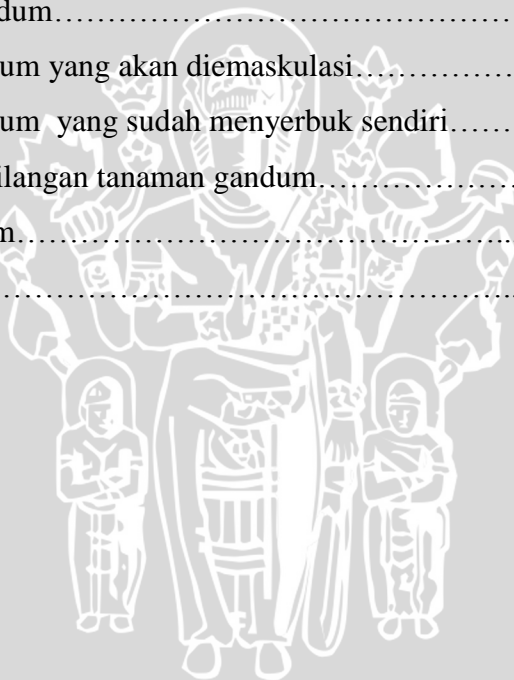 dum……………………………………………
um yang akan diemaskulasi……………
um yang sudah menyerbuk sendiri……
ilangan tanaman gandum…………………
m……………………………………………...
………………………………………………...